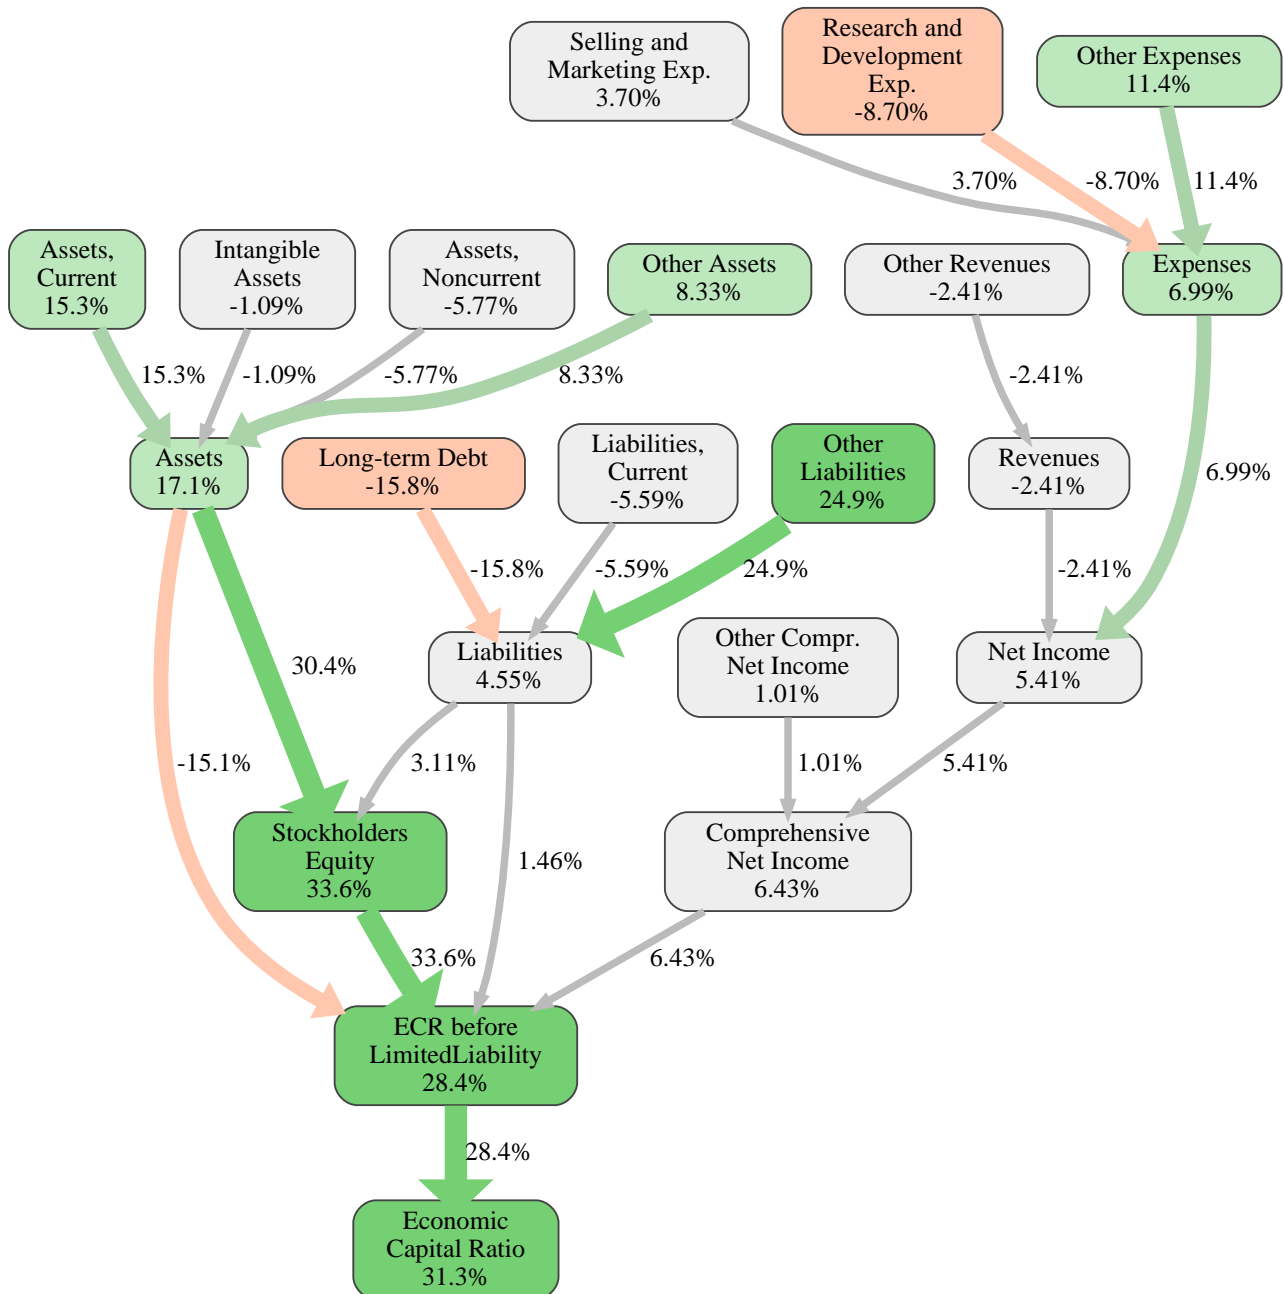 Selling and
Marketing Exp.
3.70%
Research and
Development
Exp.
-8.70%
Other Expenses
11.4%
3.70%
-8.70%
11.4%
Assets,
Current
15.3%
Intangible
Assets
-1.09%
Assets,
Noncurrent
-5.77%
Other Assets
8.33%
Other Revenues
-2.41%
Expenses
6.99%
15.3%
-1.09%
-5.77%
8.33%
-2.41%
6.99%
Assets
17.1%
Long-term Debt
-15.8%
Liabilities,
Current
-5.59%
Other
Liabilities
24.9%
Revenues
-2.41%
-15.8%
-5.59%
24.9%
-2.41%
30.4%
Liabilities
4.55%
Other Compr.
Net Income
1.01%
Net Income
5.41%
-15.1%
3.11%
1.01%
5.41%
Stockholders
Equity
33.6%
1.46%
Comprehensive
Net Income
6.43%
33.6%
6.43%
ECR before
LimitedLiability
28.4%
28.4%
Economic
Capital Ratio
31.3%